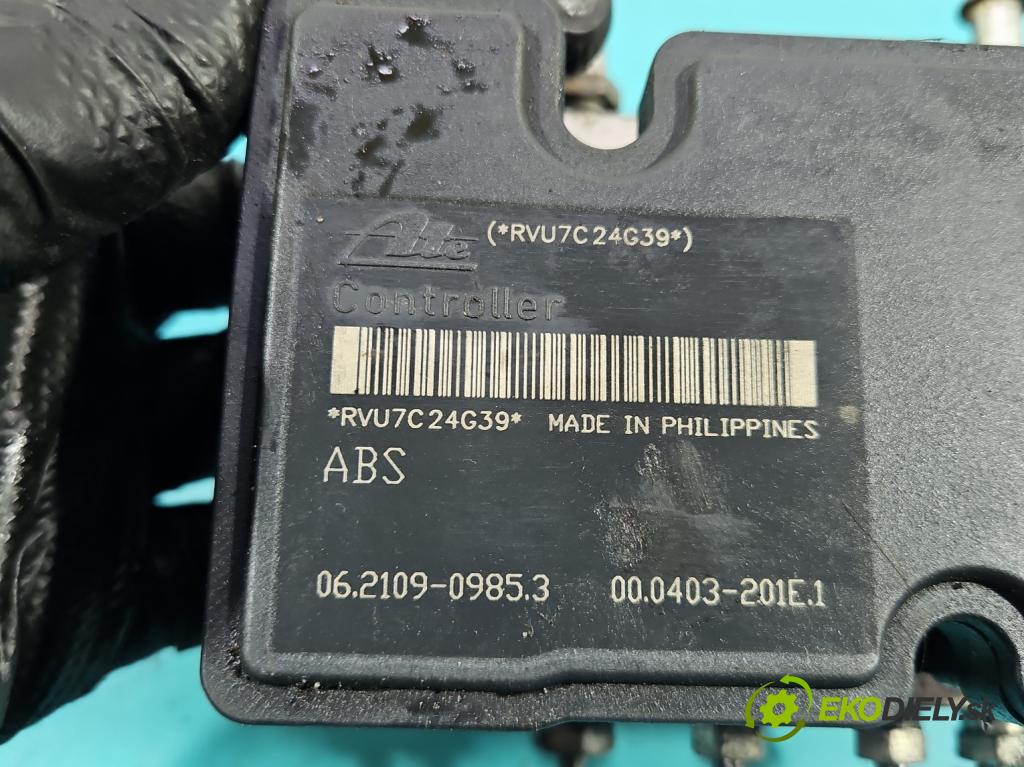 Ate (*RVU7C24G39*)
Controller
*RVU7C24G39* MADE IN PHILIPPINES
ABS
06.2109-0985.3 00.0403-201E.1
EKODIELY.sk